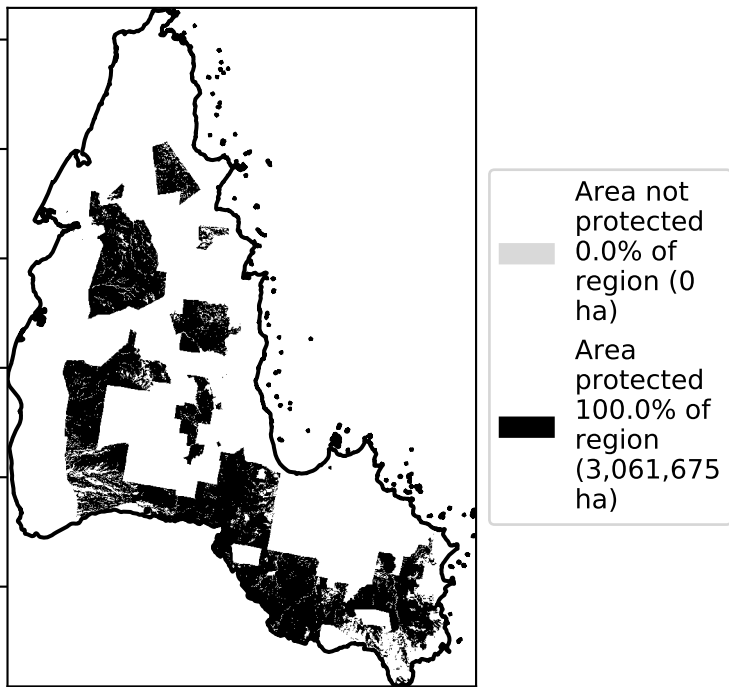 Area not
protected
0.0% of
region (0
ha)
Area
protected
100.0% of
region
(3,061,675
ha)